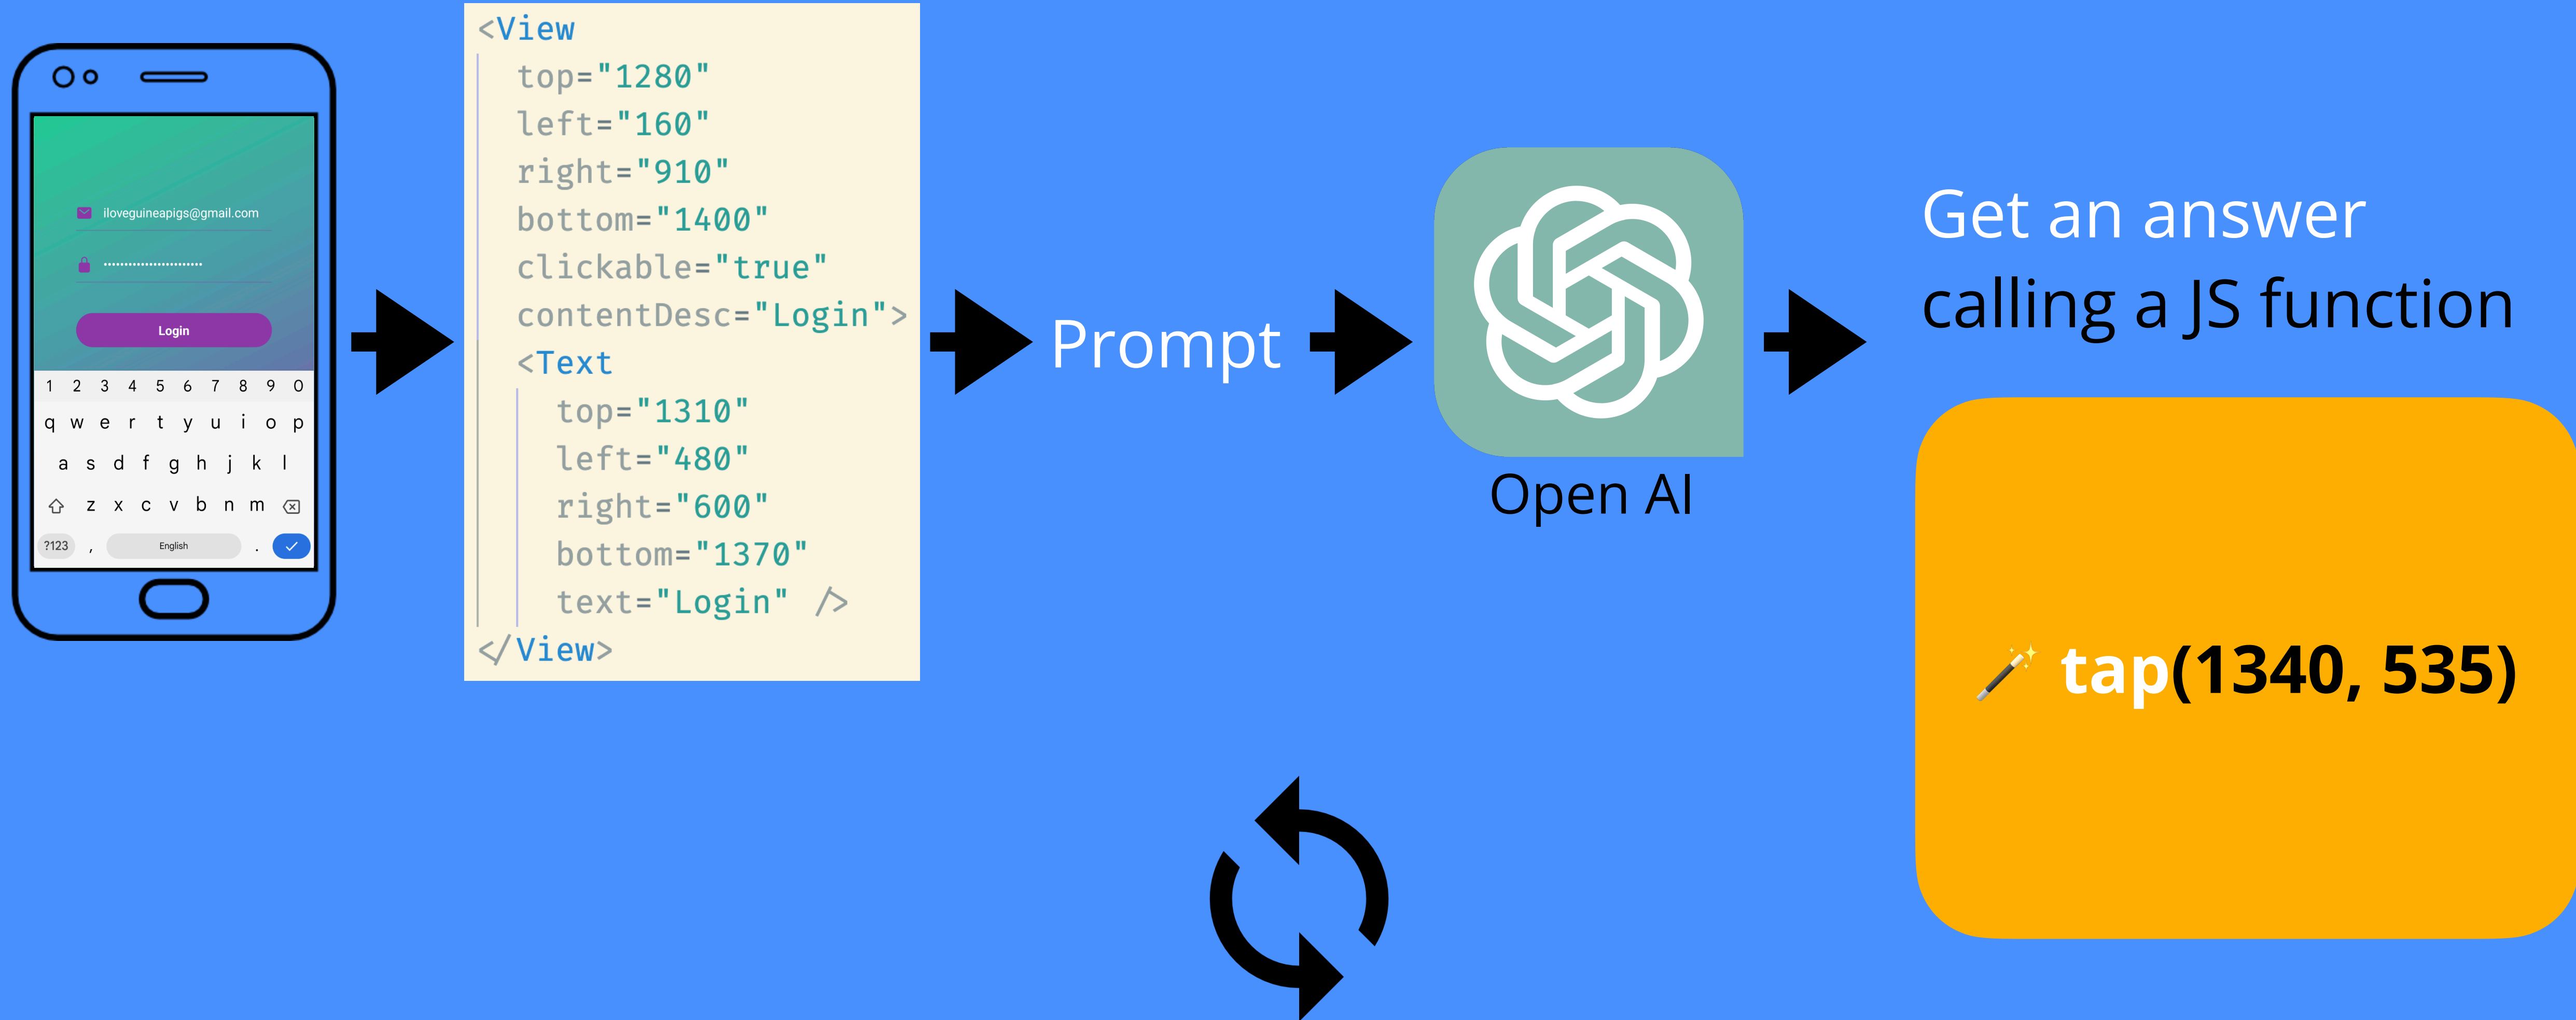 iloveguineapigs@gmail.com
••••••••••••••••••••••••
Login
1 2 3 4 5 6 7 8 9 0
q w e r t y u i o p
a s d f g h j k l
z x c v b n m
?123 , English .
<View
top="1280"
left="160"
right="910"
bottom="1400"
clickable="true"
contentDesc="Login">
<Text
top="1310"
left="480"
right="600"
bottom="1370"
text="Login" />
</View>
Prompt
Open AI
Get an answer
calling a JS function
🪄 tap(1340, 535)